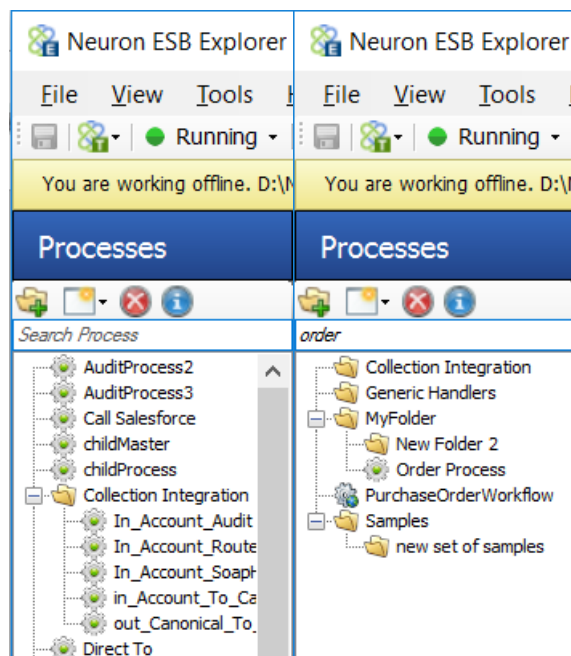 Neuron ESB Explorer
File View Tools
Running
You are working offline. D:\
Processes
Search Process
AuditProcess2
AuditProcess3
Call Salesforce
childMaster
childProcess
Collection Integration
In_Account_Audit
In_Account_Route
In_Account_Soap
in_Account_To_Ca
out_Canonical_To_
Direct To
Neuron ESB Explorer
File View Tools
Running
You are working offline. D:\
Processes
order
Collection Integration
Generic Handlers
MyFolder
New Folder 2
Order Process
PurchaseOrderWorkflow
Samples
new set of samples